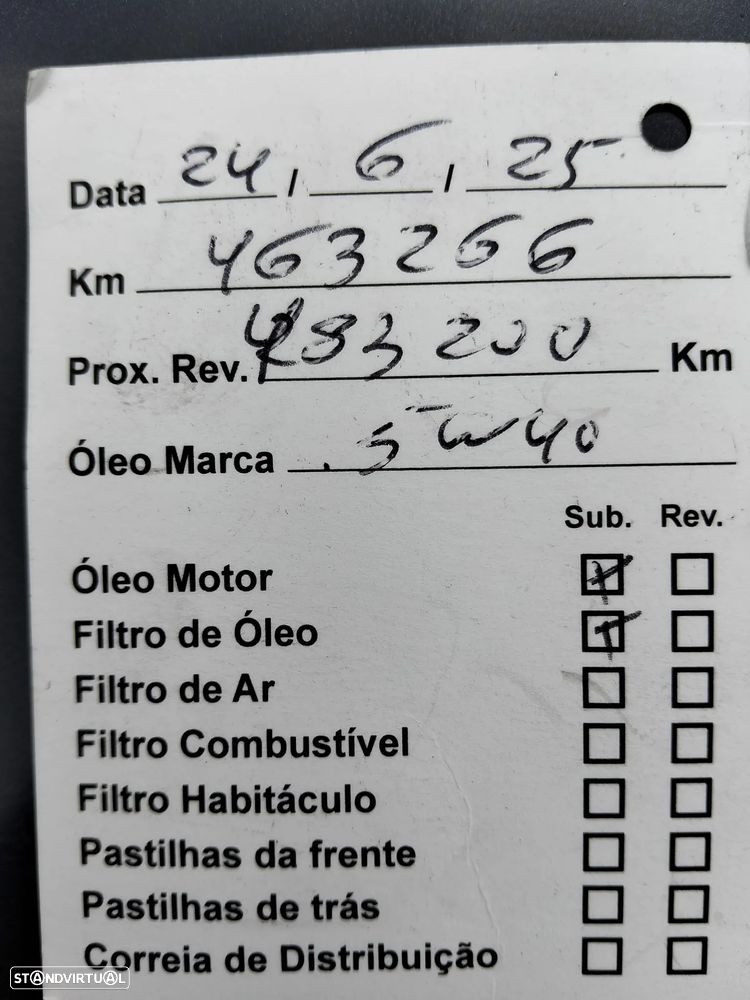 Data 24 / 6 / 25
Km 463266
Prox. Rev. 483200 Km
Óleo Marca 5W40
Sub. Rev.
Óleo Motor
Filtro de Óleo
Filtro de Ar
Filtro Combustível
Filtro Habitáculo
Pastilhas da frente
Pastilhas de trás
Correia de Distribuição
STANDVIRTUAL